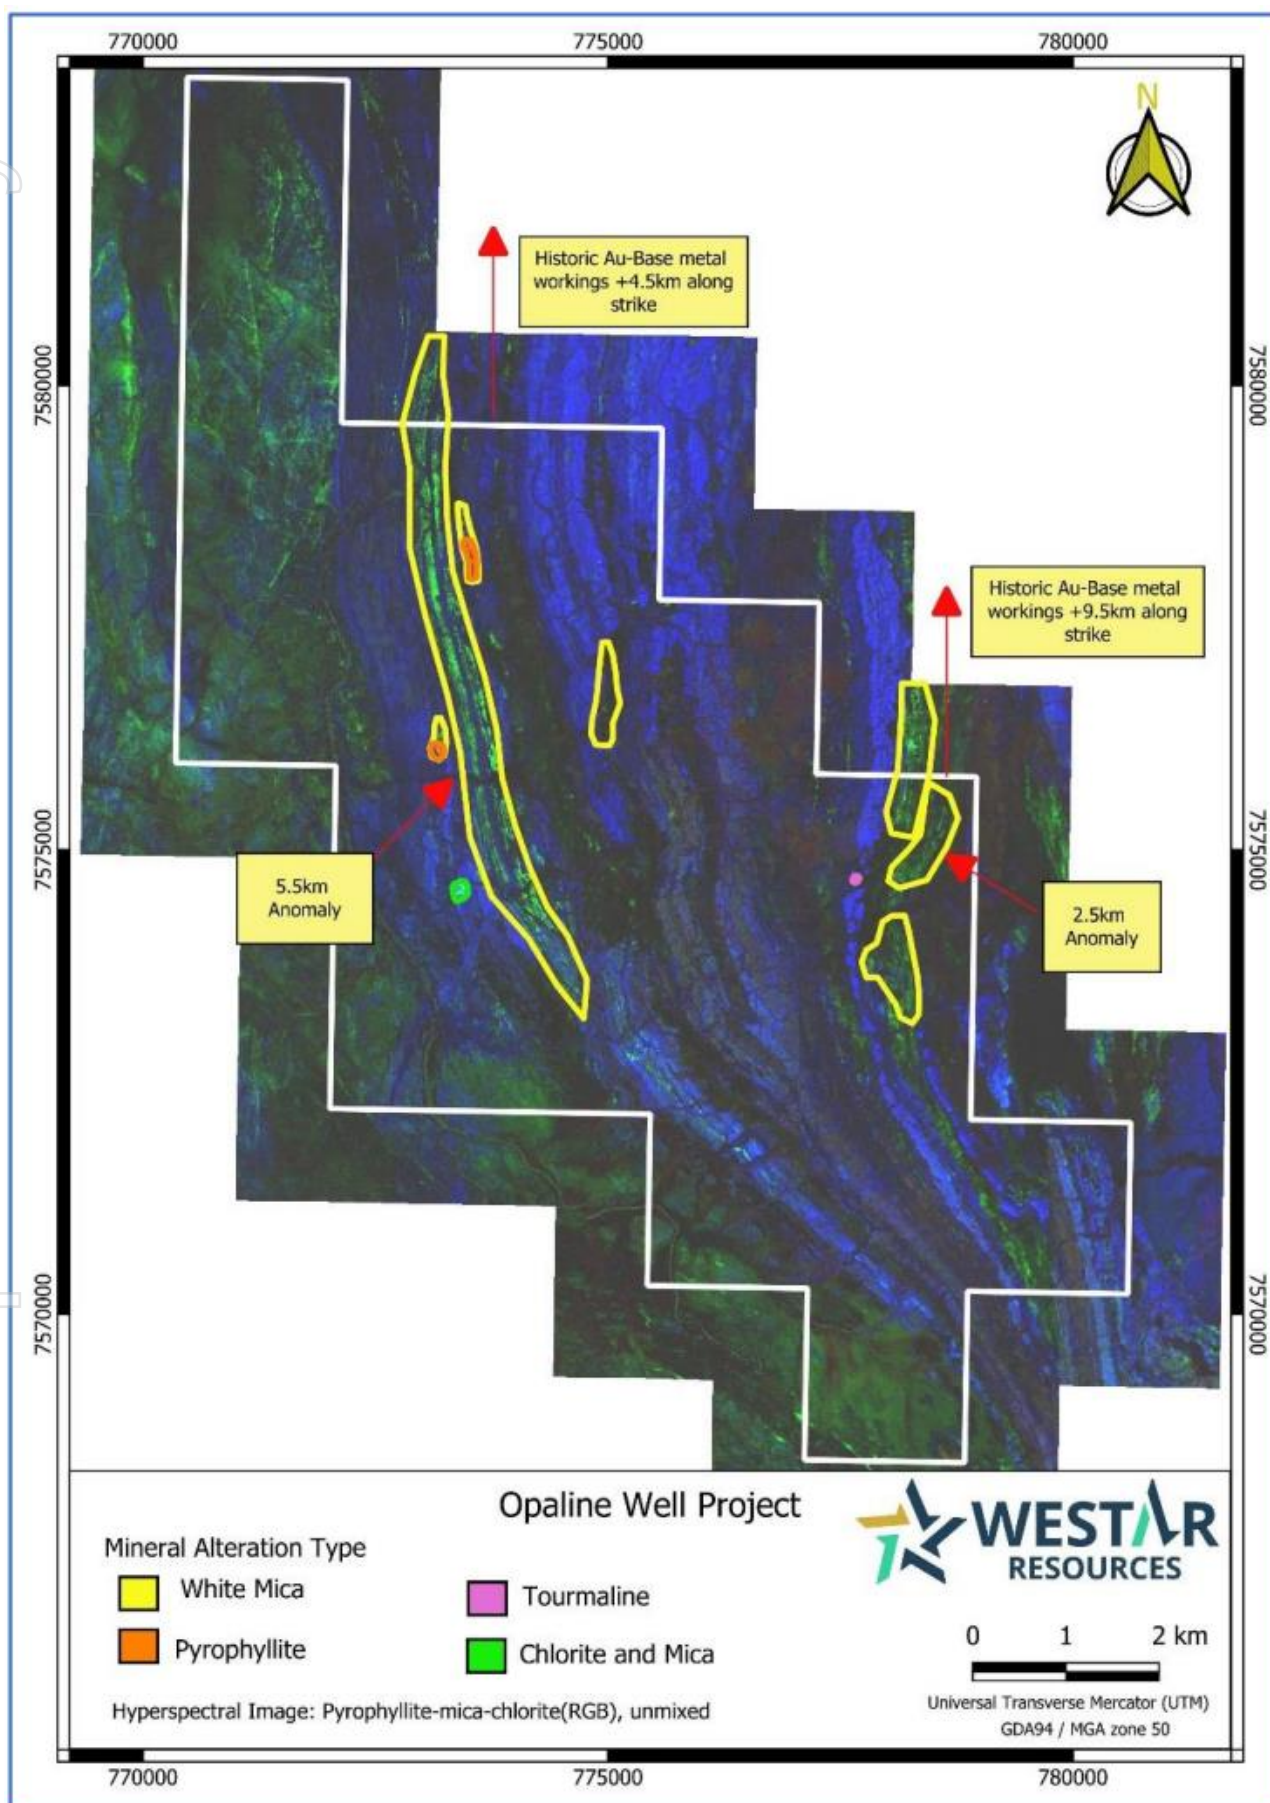 770000
775000
780000
N
Historic Au-Base metal
workings +4.5km along
strike
7580000
7580000
Historic Au-Base metal
workings +9.5km along
strike
7575000
7575000
5.5km
Anomaly
2.5km
Anomaly
7570000
7570000
Opaline Well Project
WESTAR
RESOURCES
Mineral Alteration Type
White Mica
Tourmaline
Pyrophyllite
Chlorite and Mica
0 1 2 km
Hyperspectral Image: Pyrophyllite-mica-chlorite(RGB), unmixed
Universal Transverse Mercator (UTM)
GDA94 / MGA zone 50
770000
775000
780000